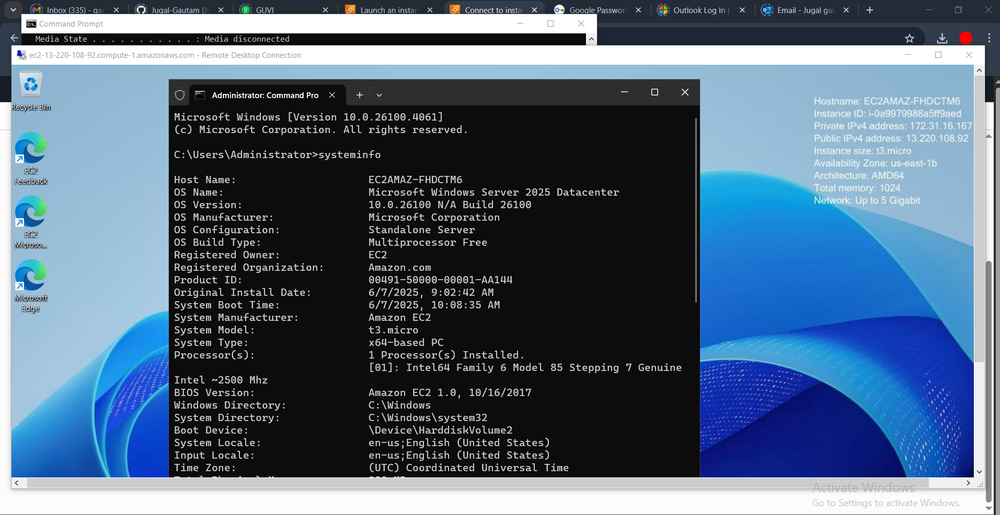 Inbox (335) - gau
Jugal-Gautam (Ju
GUVI
Launch an instan
Connect to instan
Google Password
Outlook Log In |
Email - Jugal gau
Command Prompt
Media State . . . . . . . . . . . : Media disconnected
ec2-13-220-108-92.compute-1.amazonaws.com - Remote Desktop Connection
Recycle Bin
EC2
Feedback
EC2
Microso...
Microsoft
Edge
Administrator: Command Pro
Microsoft Windows [Version 10.0.26100.4061]
(c) Microsoft Corporation. All rights reserved.
C:\Users\Administrator>systeminfo
Host Name: EC2AMAZ-FHDCTM6
OS Name: Microsoft Windows Server 2025 Datacenter
OS Version: 10.0.26100 N/A Build 26100
OS Manufacturer: Microsoft Corporation
OS Configuration: Standalone Server
OS Build Type: Multiprocessor Free
Registered Owner: EC2
Registered Organization: Amazon.com
Product ID: 00491-50000-00001-AA144
Original Install Date: 6/7/2025, 9:02:42 AM
System Boot Time: 6/7/2025, 10:08:35 AM
System Manufacturer: Amazon EC2
System Model: t3.micro
System Type: x64-based PC
Processor(s): 1 Processor(s) Installed.
[01]: Intel64 Family 6 Model 85 Stepping 7 Genuine
Intel ~2500 Mhz
BIOS Version: Amazon EC2 1.0, 10/16/2017
Windows Directory: C:\Windows
System Directory: C:\Windows\system32
Boot Device: \Device\HarddiskVolume2
System Locale: en-us;English (United States)
Input Locale: en-us;English (United States)
Time Zone: (UTC) Coordinated Universal Time
Hostname: EC2AMAZ-FHDCTM6
Instance ID: i-0a9979988a5ff9aed
Private IPv4 address: 172.31.16.167
Public IPv4 address: 13.220.108.92
Instance size: t3.micro
Availability Zone: us-east-1b
Architecture: AMD64
Total memory: 1024
Network: Up to 5 Gigabit
Activate Windows
Go to Settings to activate Windows.